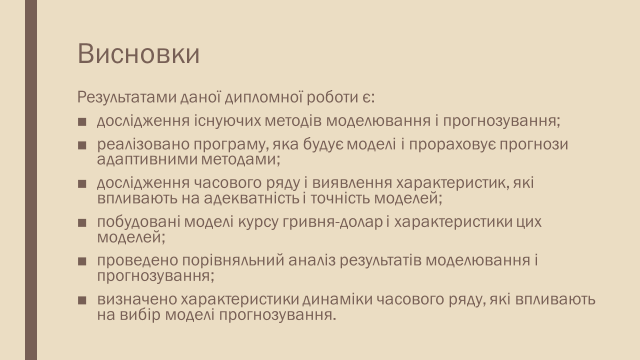 Висновки
Результатами даної дипломної роботи є:
■ дослідження існуючих методів моделювання і прогнозування;
■ реалізовано програму, яка будує моделі і прораховує прогнози
адаптивними методами;
■ дослідження часового ряду і виявлення характеристик, які
впливають на адекватність і точність моделей;
■ побудовані моделі курсу гривня-долар і характеристики цих
моделей;
■ проведено порівняльний аналіз результатів моделювання і
прогнозування;
■ визначено характеристики динаміки часового ряду, які впливають
на вибір моделі прогнозування.